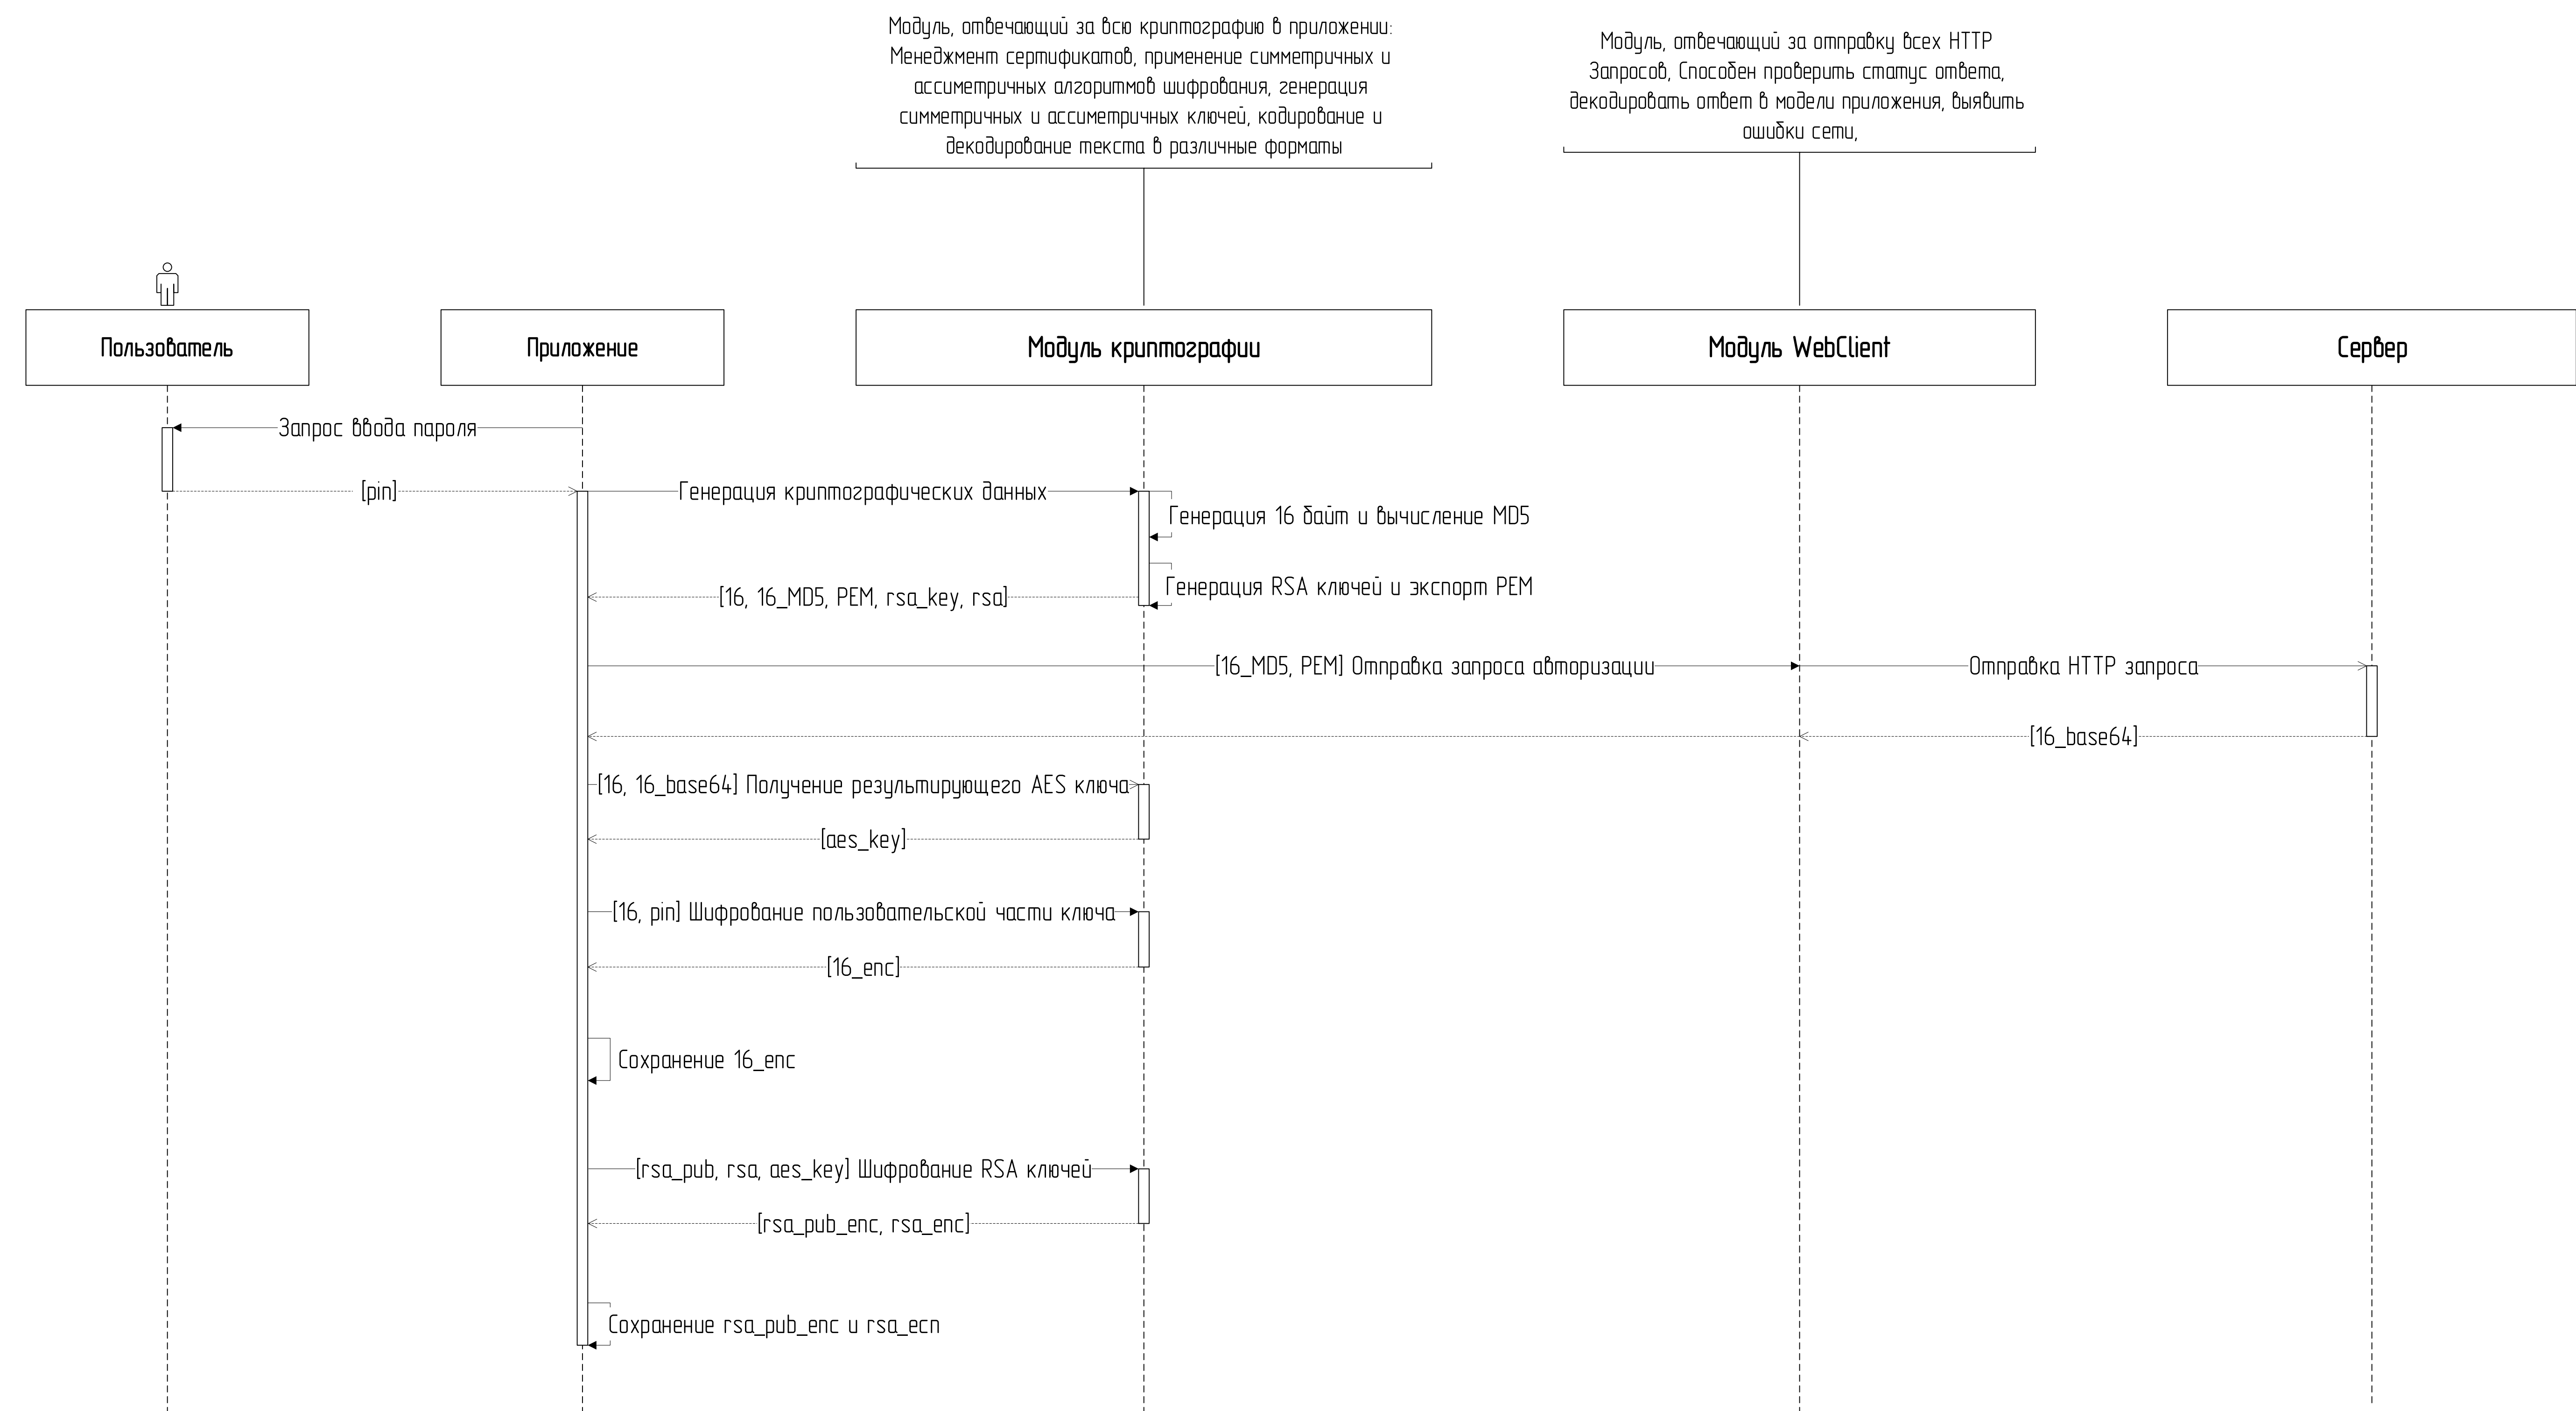 Модуль, отвечающий за всю криптографию в приложении:
Менеджмент сертификатов, применение симметричных и
ассиметричных алгоритмов шифрования, генерация
симметричных и ассиметричных ключей, кодирование и
декодирование текста в различные форматы
Модуль, отвечающий за отправку всех HTTP
Запросов, Способен проверить статус ответа,
декодировать ответ в модели приложения, выявить
ошибки сети,
Пользователь
Приложение
Модуль криптографии
Модуль WebClient
Сервер
Запрос ввода пароля
[pin]
Генерация криптографических данных
Генерация 16 байт и вычисление MD5
Генерация RSA ключей и экспорт PEM
[16, 16_MD5, PEM, rsa_key, rsa]
[16_MD5, PEM] Отправка запроса авторизации
Отправка HTTP запроса
[16_base64]
[16, 16_base64] Получение результирующего AES ключа
[aes_key]
[16, pin] Шифрование пользовательской части ключа
[16_enc]
Сохранение 16_enc
[rsa_pub, rsa, aes_key] Шифрование RSA ключей
[rsa_pub_enc, rsa_enc]
Сохранение rsa_pub_enc и rsa_ecn